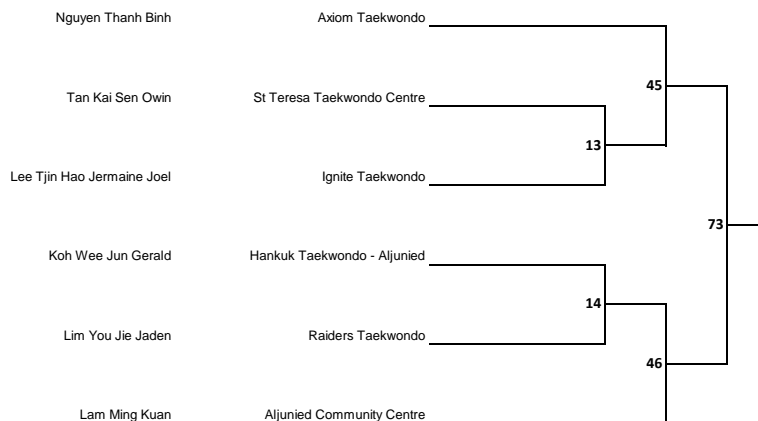 Nguyen Thanh Binh Axiom Taekwondo
45
Tan Kai Sen Owin St Teresa Taekwondo Centre
13
Lee Tjin Hao Jermaine Joel Ignite Taekwondo
73
Koh Wee Jun Gerald Hankuk Taekwondo - Aljunied
14
Lim You Jie Jaden Raiders Taekwondo
46
Lam Ming Kuan Aljunied Community Centre